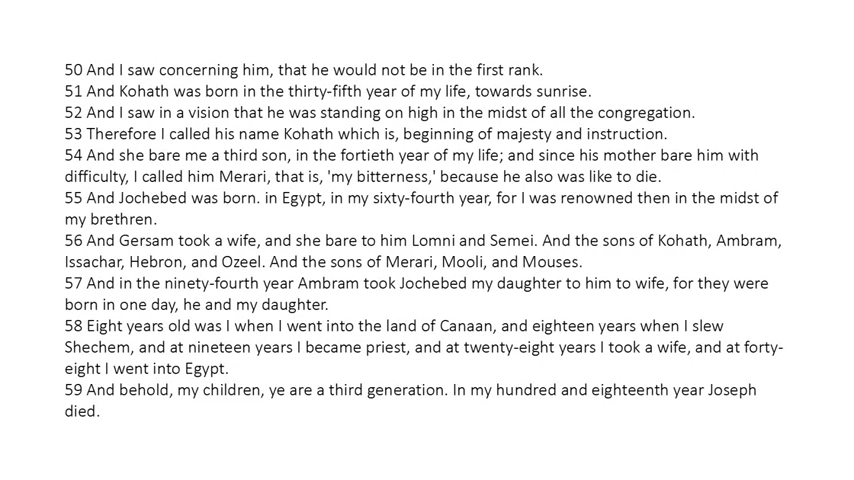 50 And I saw concerning him, that he would not be in the first rank.
51 And Kohath was born in the thirty-fifth year of my life, towards sunrise.
52 And I saw in a vision that he was standing on high in the midst of all the congregation.
53 Therefore I called his name Kohath which is, beginning of majesty and instruction.
54 And she bare me a third son, in the fortieth year of my life; and since his mother bare him with
difficulty, I called him Merari, that is, 'my bitterness,' because he also was like to die.
55 And Jochebed was born. in Egypt, in my sixty-fourth year, for I was renowned then in the midst of
my brethren.
56 And Gersam took a wife, and she bare to him Lomni and Semei. And the sons of Kohath, Ambram,
Issachar, Hebron, and Ozeel. And the sons of Merari, Mooli, and Mouses.
57 And in the ninety-fourth year Ambram took Jochebed my daughter to him to wife, for they were
born in one day, he and my daughter.
58 Eight years old was I when I went into the land of Canaan, and eighteen years when I slew
Shechem, and at nineteen years I became priest, and at twenty-eight years I took a wife, and at forty-
eight I went into Egypt.
59 And behold, my children, ye are a third generation. In my hundred and eighteenth year Joseph
died.